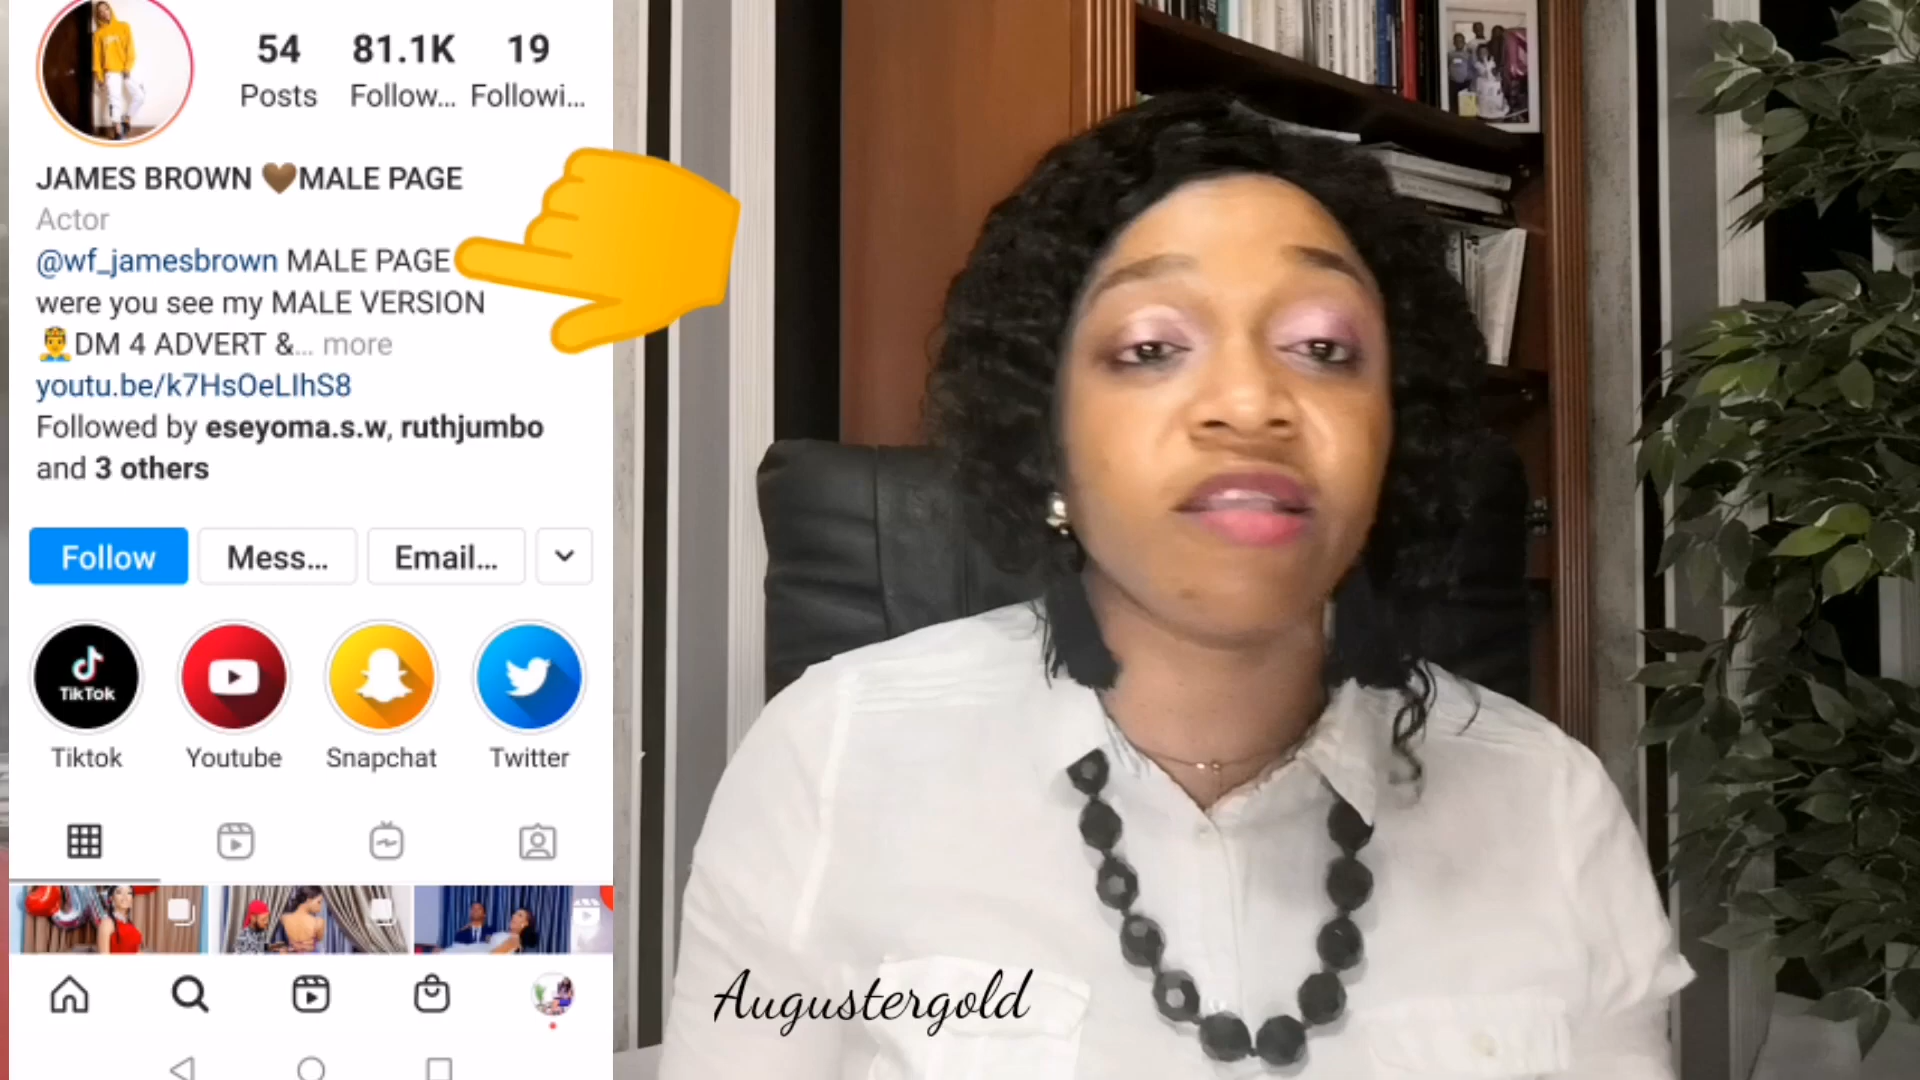 54 81.1K 19
Posts Follow... Followi...
JAMES BROWN 🤎MALE PAGE
Actor
@wf_jamesbrown MALE PAGE
were you see my MALE VERSION
🤴DM 4 ADVERT &... more
youtu.be/k7HsOeLIhS8
Followed by eseyoma.s.w, ruthjumbo
and 3 others
Follow Mess... Email...
TikTok
Tiktok Youtube Snapchat Twitter
Augustergold